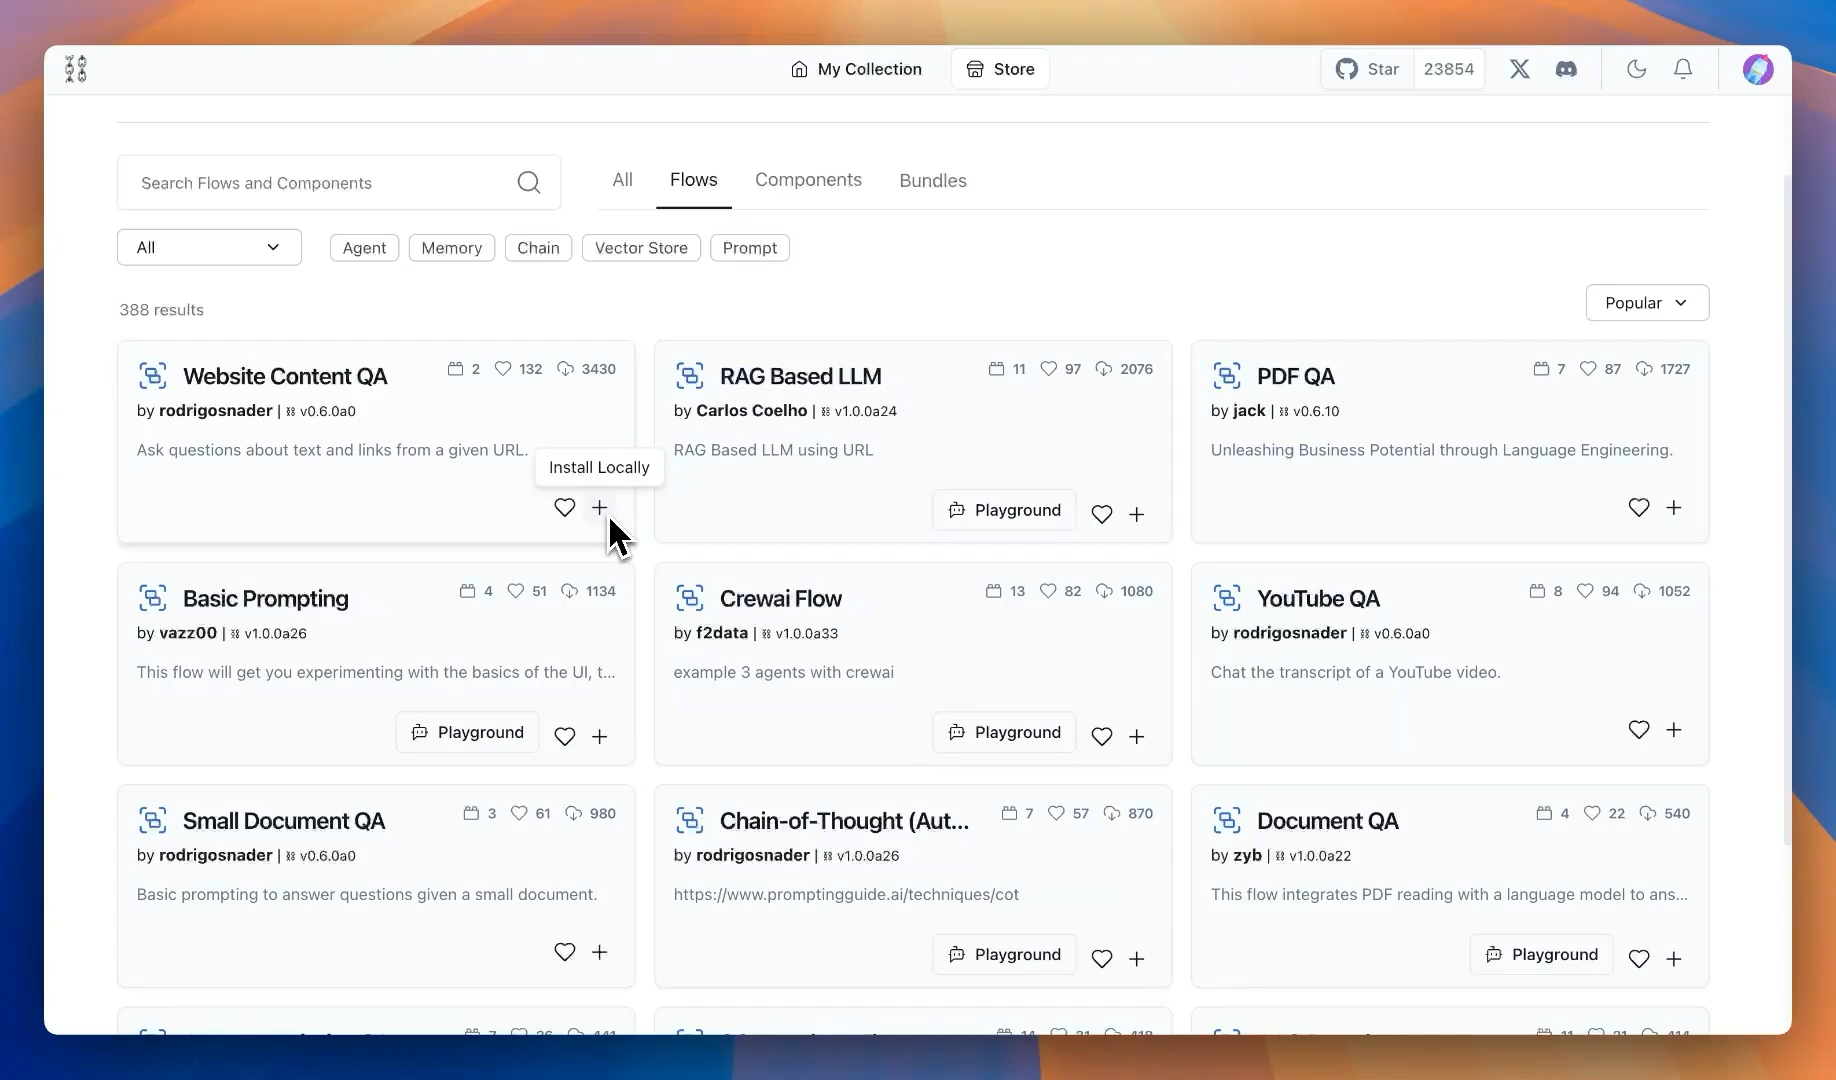 My Collection
Store
Star
23854
Search Flows and Components
All
Flows
Components
Bundles
All
Agent
Memory
Chain
Vector Store
Prompt
388 results
Popular
Website Content QA
2
132
3430
by rodrigosnader | v0.6.0a0
Ask questions about text and links from a given URL.
Install Locally
RAG Based LLM
11
97
2076
by Carlos Coelho | v1.0.0a24
RAG Based LLM using URL
Playground
PDF QA
7
87
1727
by jack | v0.6.10
Unleashing Business Potential through Language Engineering.
Basic Prompting
4
51
1134
by vazz00 | v1.0.0a26
This flow will get you experimenting with the basics of the UI, t...
Playground
Crewai Flow
13
82
1080
by f2data | v1.0.0a33
example 3 agents with crewai
Playground
YouTube QA
8
94
1052
by rodrigosnader | v0.6.0a0
Chat the transcript of a YouTube video.
Small Document QA
3
61
980
by rodrigosnader | v0.6.0a0
Basic prompting to answer questions given a small document.
Chain-of-Thought (Aut...
7
57
870
by rodrigosnader | v1.0.0a26
https://www.promptingguide.ai/techniques/cot
Playground
Document QA
4
22
540
by zyb | v1.0.0a22
This flow integrates PDF reading with a language model to ans...
Playground